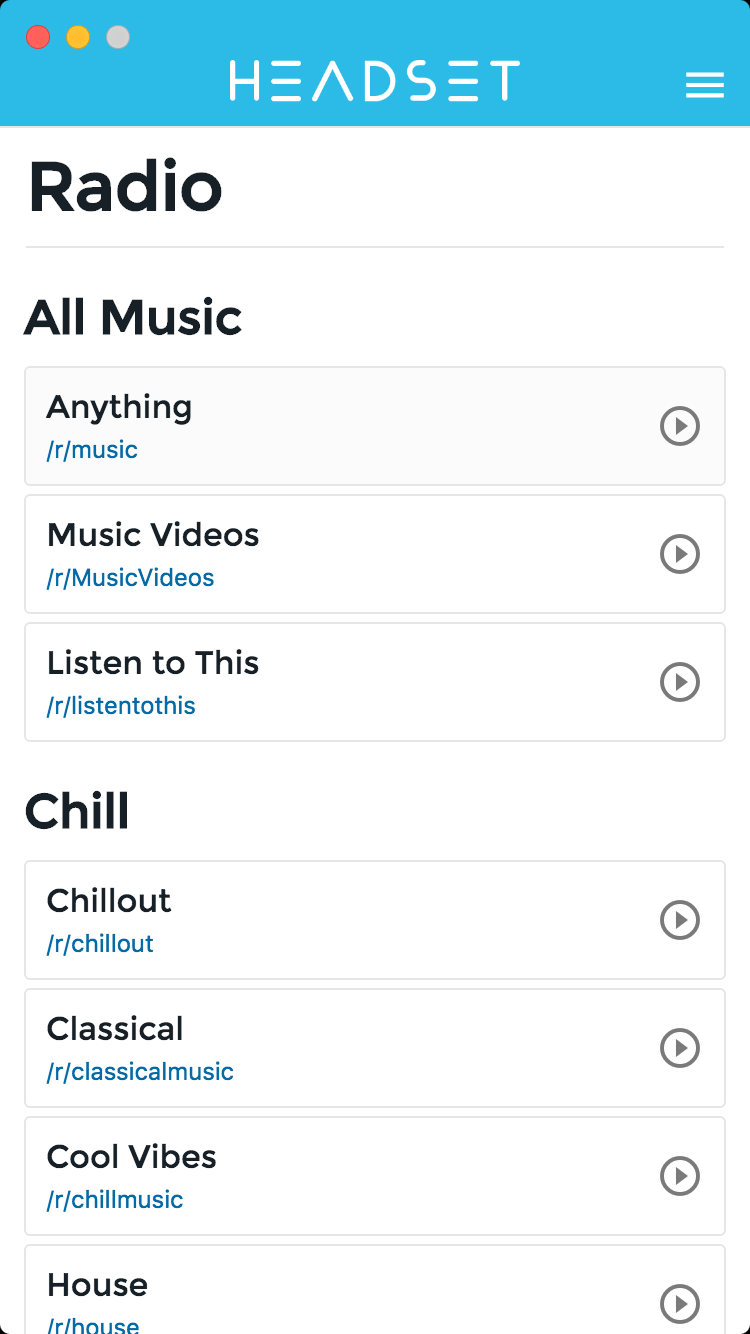 HEADSET
Radio
All Music
Anything
/r/music
Music Videos
/r/MusicVideos
Listen to This
/r/listentothis
Chill
Chillout
/r/chillout
Classical
/r/classicalmusic
Cool Vibes
/r/chillmusic
House
/r/house